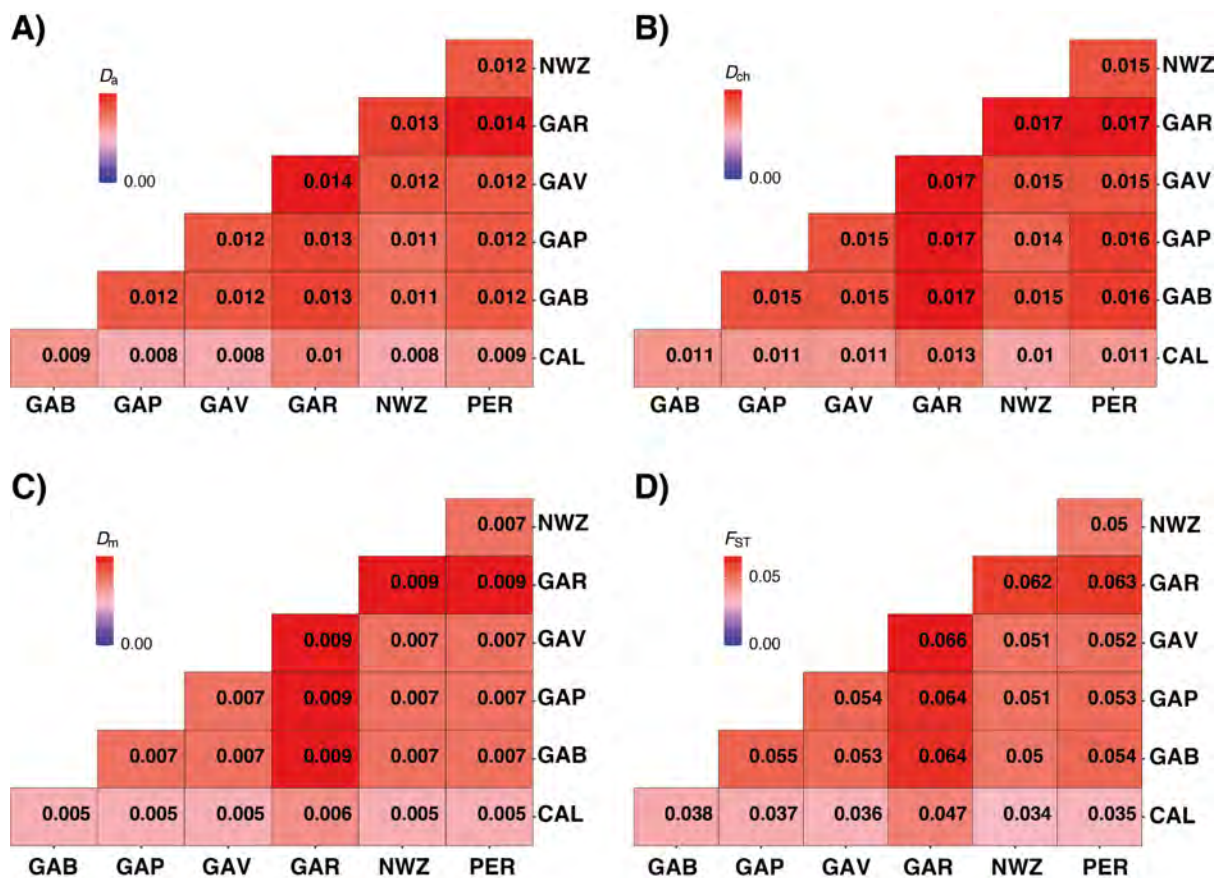 A)
D_a
0.00
0.012 NWZ
0.013 0.014 GAR
0.014 0.012 0.012 GAV
0.012 0.013 0.011 0.012 GAP
0.012 0.012 0.013 0.011 0.012 GAB
0.009 0.008 0.008 0.01 0.008 0.009 CAL
GAB GAP GAV GAR NWZ PER
B)
D_ch
0.00
0.015 NWZ
0.017 0.017 GAR
0.017 0.015 0.015 GAV
0.015 0.017 0.014 0.016 GAP
0.015 0.015 0.017 0.015 0.016 GAB
0.011 0.011 0.011 0.013 0.01 0.011 CAL
GAB GAP GAV GAR NWZ PER
C)
D_m
0.00
0.007 NWZ
0.009 0.009 GAR
0.009 0.007 0.007 GAV
0.007 0.009 0.007 0.007 GAP
0.007 0.007 0.009 0.007 0.007 GAB
0.005 0.005 0.005 0.006 0.005 0.005 CAL
GAB GAP GAV GAR NWZ PER
D)
F_ST
0.05
0.00
0.05 NWZ
0.062 0.063 GAR
0.066 0.051 0.052 GAV
0.054 0.064 0.051 0.053 GAP
0.055 0.053 0.064 0.05 0.054 GAB
0.038 0.037 0.036 0.047 0.034 0.035 CAL
GAB GAP GAV GAR NWZ PER